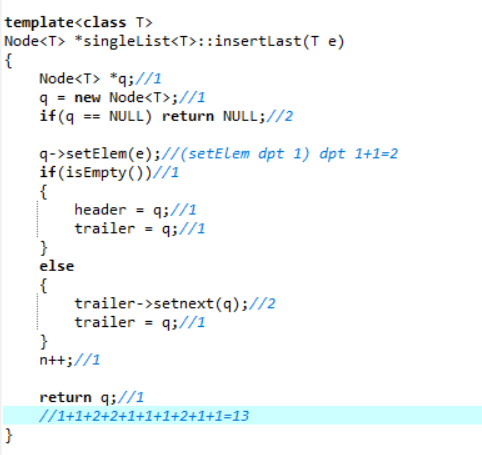 template<class T>
Node<T> *singleList<T>::insertLast(T e)
{
    Node<T> *q;//1
    q = new Node<T>;//1
    if(q == NULL) return NULL;//2

    q->setElem(e);//(setElem dpt 1) dpt 1+1=2
    if(isEmpty())//1
    {
        header = q;//1
        trailer = q;//1
    }
    else
    {
        trailer->setnext(q);//2
        trailer = q;//1
    }
    n++;//1

    return q;//1
    //1+1+2+2+1+1+1+2+1+1=13
}